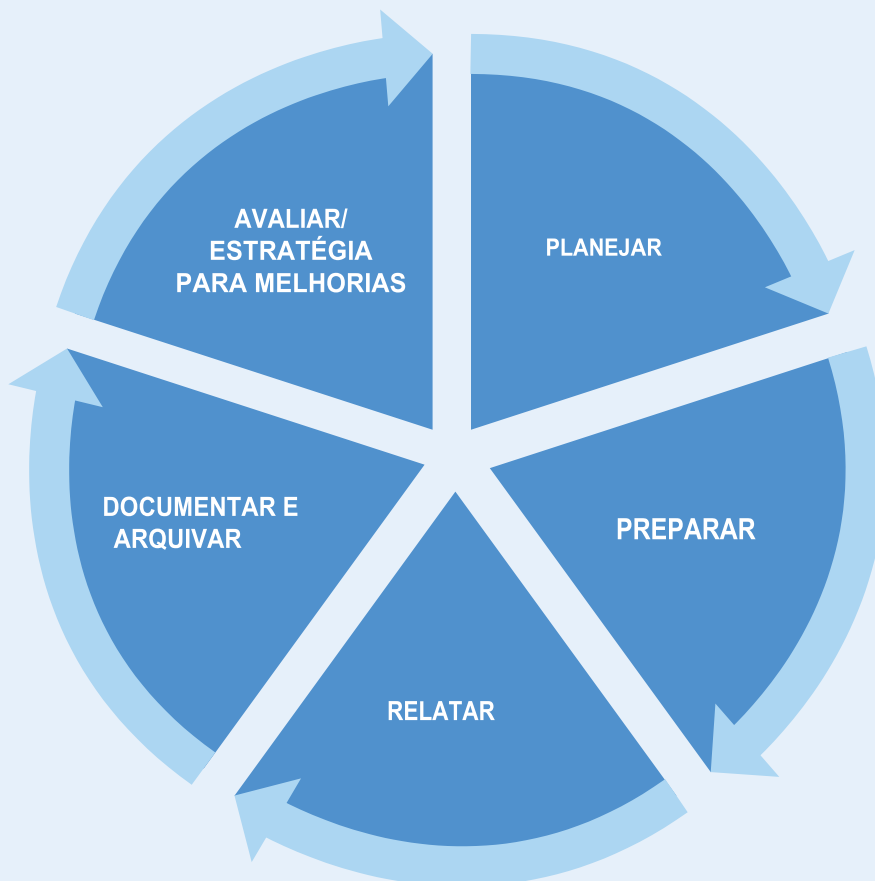 AVALIAR/
ESTRATÉGIA
PARA MELHORIAS
PLANEJAR
PREPARAR
RELATAR
DOCUMENTAR E
ARQUIVAR